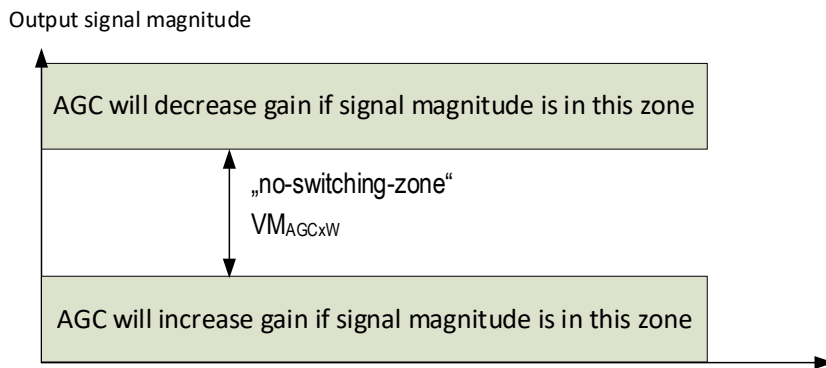 Output signal magnitude
AGC will decrease gain if signal magnitude is in this zone
„no-switching-zone“
VMAGCxW
AGC will increase gain if signal magnitude is in this zone